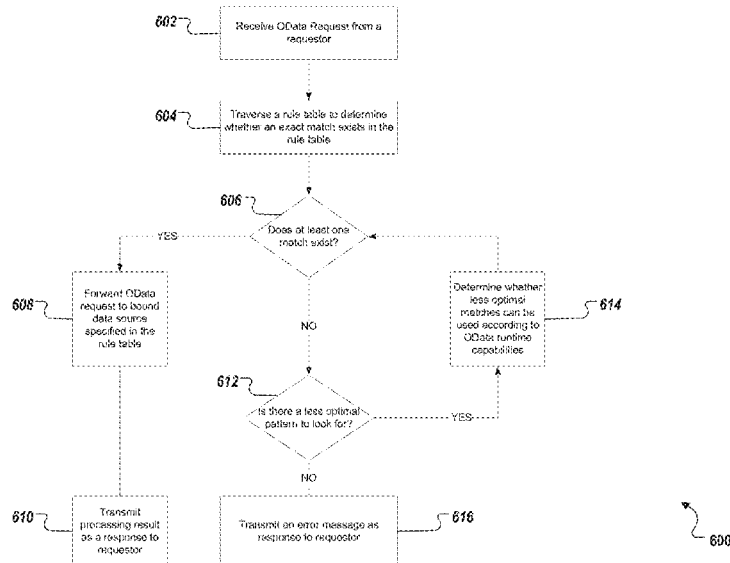 602
Receive OData Request from a
requestor
604
Traverse a rule table to determine
whether an exact match exists in the
rule table
606
Does at least one
match exist?
YES
608
Forward OData
request to bound
data source
specified in the
rule table
Determine whether
less optimal
matches can be
used according to
OData runtime
capabilities
614
NO
612
Is there a less optimal
pattern to look for?
YES
NO
610
Transmit
processing result
as a response to
requestor
Transmit an error message as
response to requestor
616
600